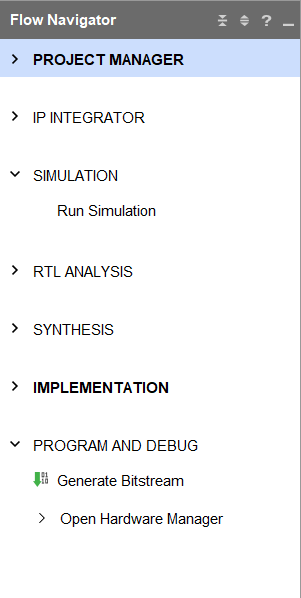 Flow Navigator
PROJECT MANAGER
IP INTEGRATOR
SIMULATION
Run Simulation
RTL ANALYSIS
SYNTHESIS
IMPLEMENTATION
PROGRAM AND DEBUG
Generate Bitstream
Open Hardware Manager